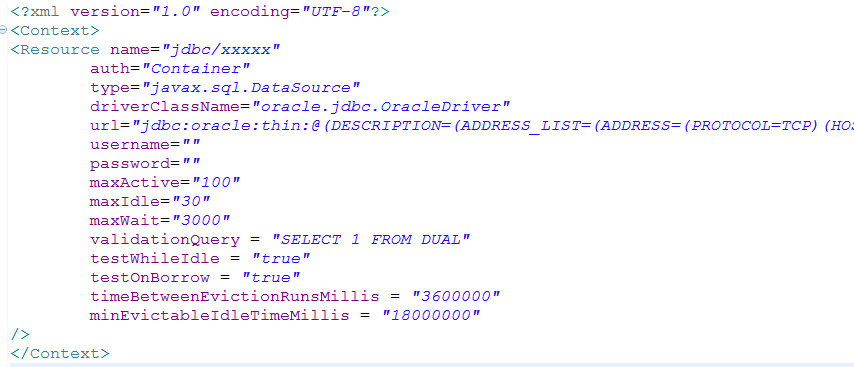 <?xml version="1.0" encoding="UTF-8"?>
<Context>
<Resource name="jdbc/xxxxx"
auth="Container"
type="javax.sql.DataSource"
driverClassName="oracle.jdbc.OracleDriver"
url="jdbc:oracle:thin:@(DESCRIPTION=(ADDRESS_LIST=(ADDRESS=(PROTOCOL=TCP)(HOS
username=""
password=""
maxActive="100"
maxIdle="30"
maxWait="3000"
validationQuery = "SELECT 1 FROM DUAL"
testWhileIdle = "true"
testOnBorrow = "true"
timeBetweenEvictionRunsMillis = "3600000"
minEvictableIdleTimeMillis = "18000000"
/>
</Context>